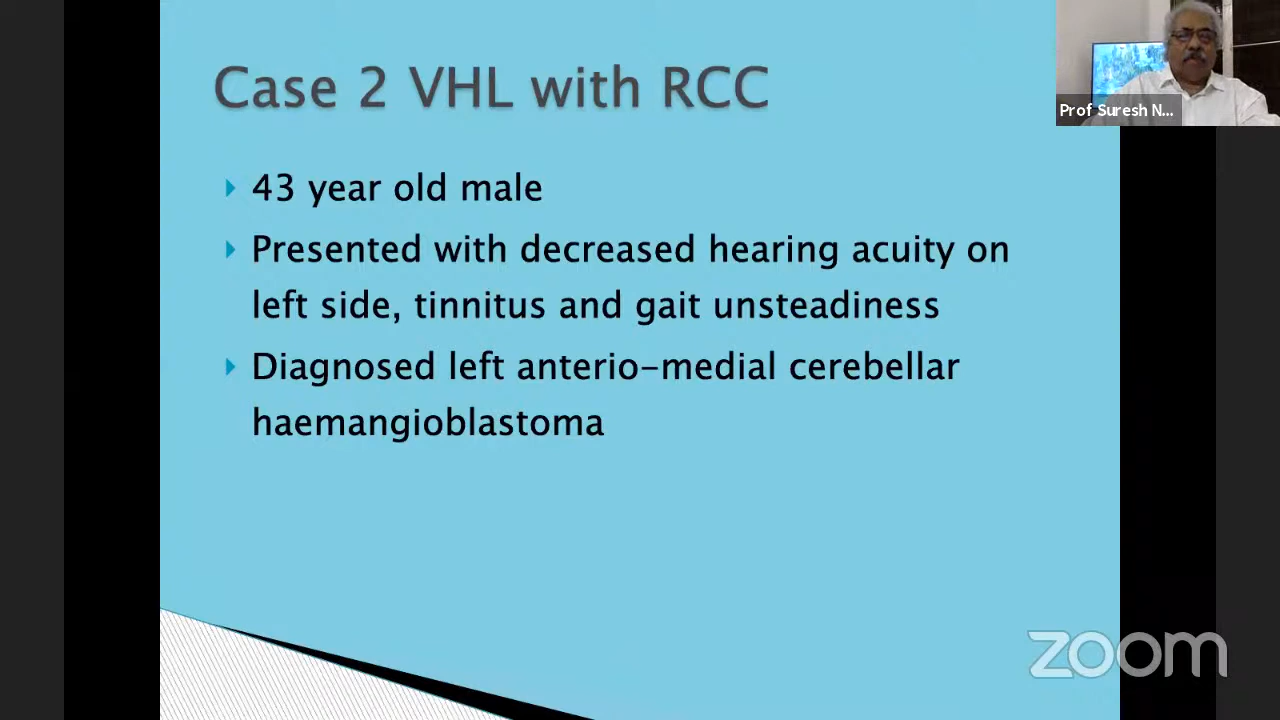 Case 2 VHL with RCC
Prof Suresh N...
43 year old male
Presented with decreased hearing acuity on
left side, tinnitus and gait unsteadiness
Diagnosed left anterio-medial cerebellar
haemangioblastoma
zoom